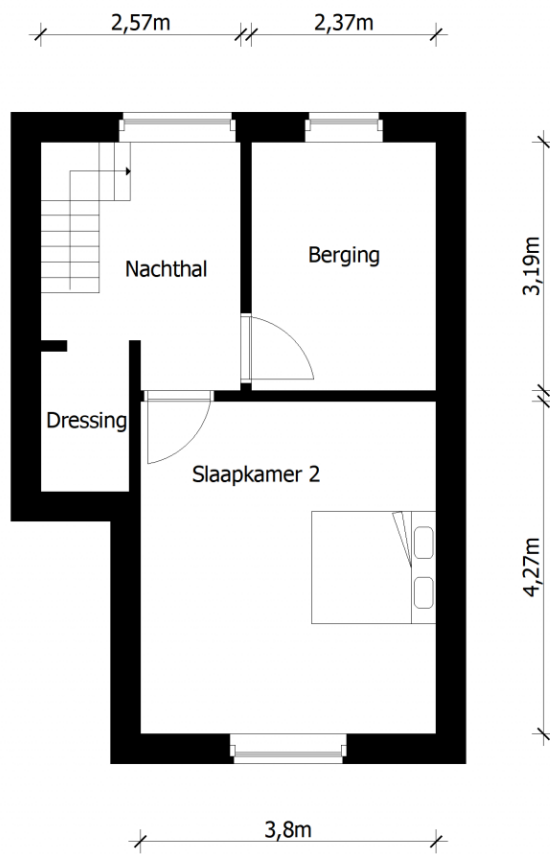 2,57m
2,37m
Nachthal
Berging
3,19m
Dressing
Slaapkamer 2
4,27m
3,8m